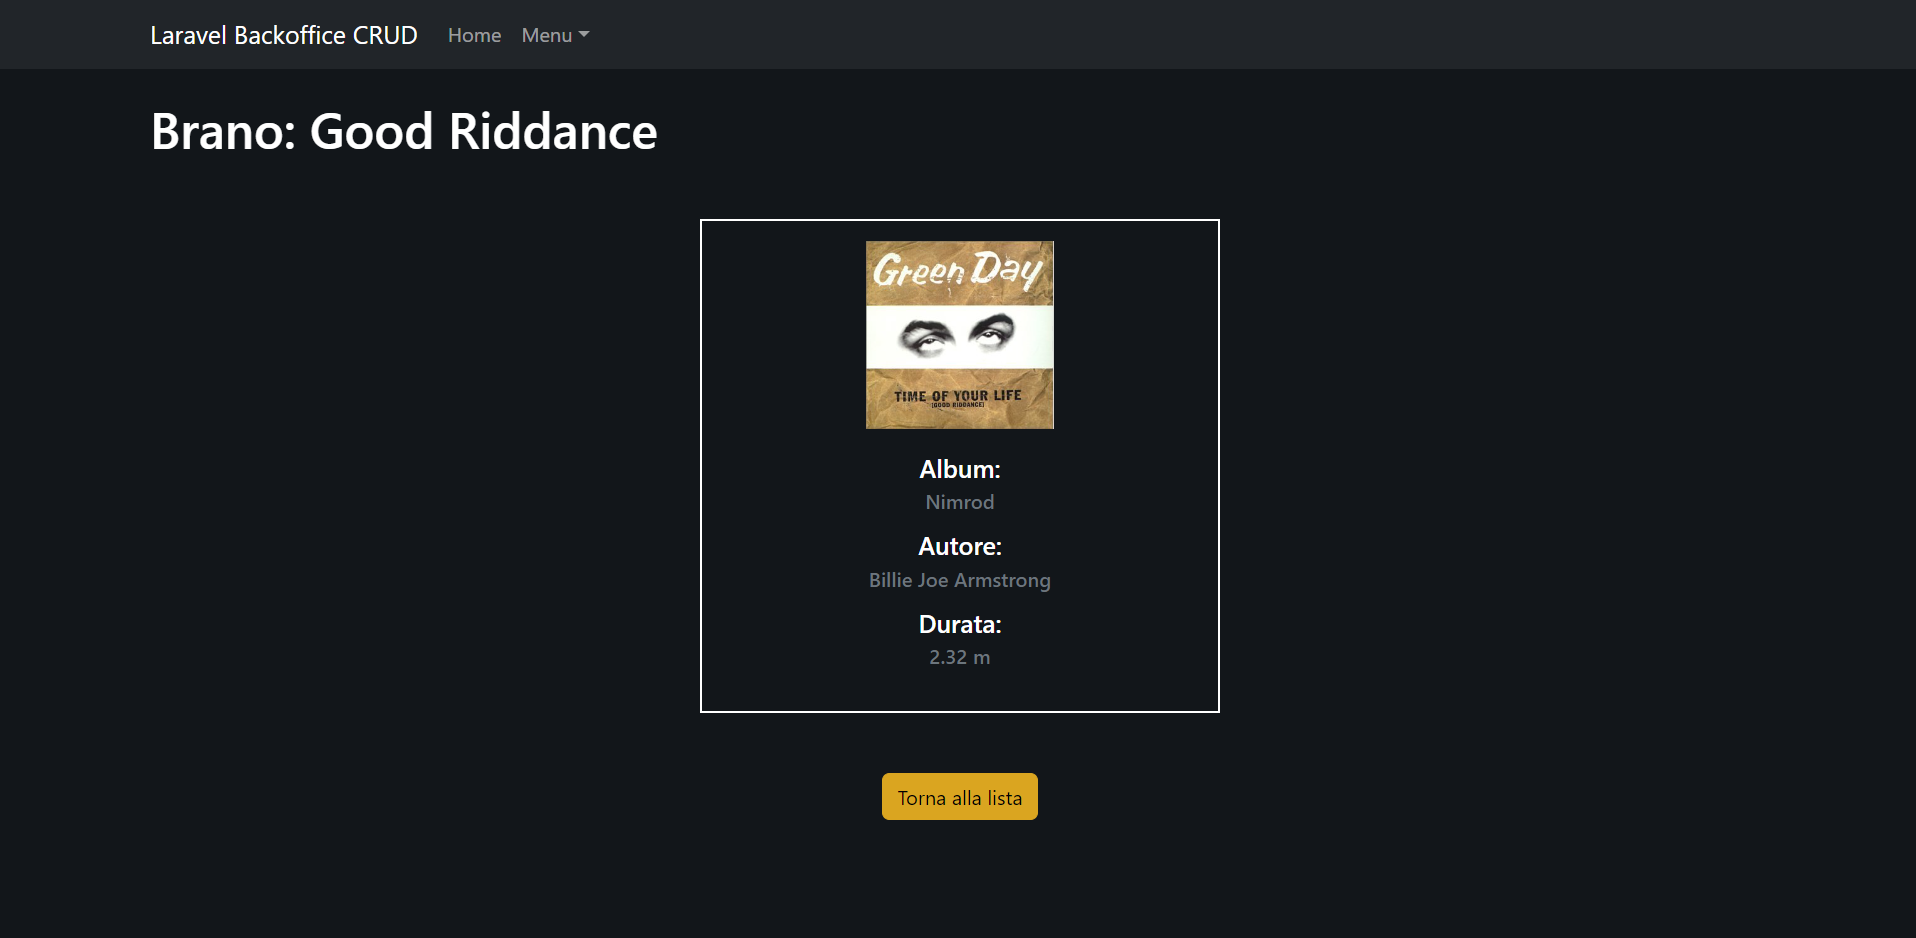 Laravel Backoffice CRUD Home Menu
Brano: Good Riddance
Green Day
TIME OF YOUR LIFE
[GOOD RIDDANCE]
Album:
Nimrod
Autore:
Billie Joe Armstrong
Durata:
2.32 m
Torna alla lista